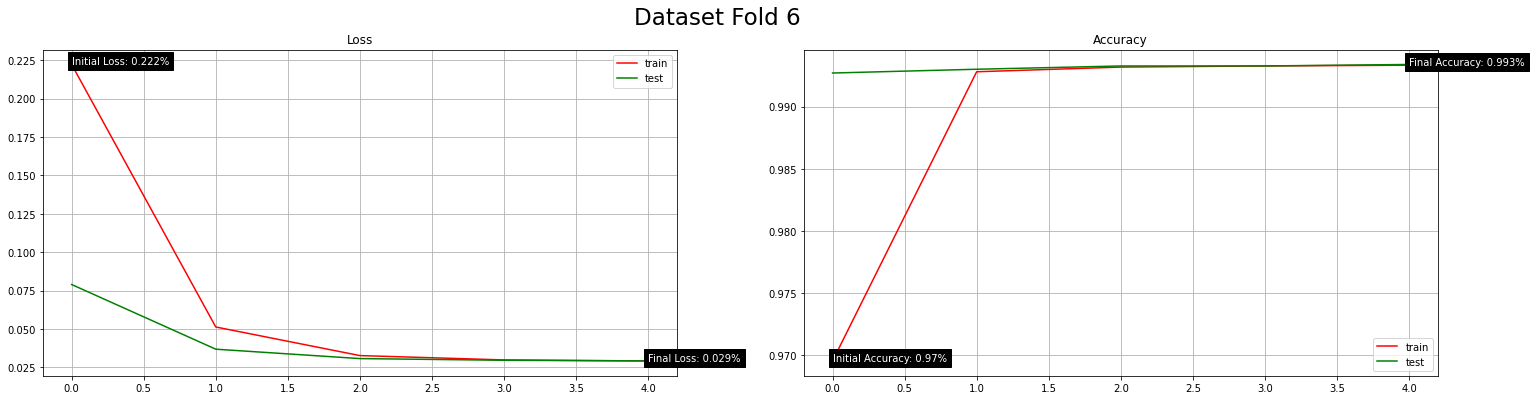 Dataset Fold 6
Loss
Initial Loss: 0.222%
train
test
0.225
0.200
0.175
0.150
0.125
0.100
0.075
0.050
0.025
Final Loss: 0.029%
0.0 0.5 1.0 1.5 2.0 2.5 3.0 3.5 4.0
Accuracy
Final Accuracy: 0.993%
0.990
0.985
0.980
0.975
0.970
Initial Accuracy: 0.97%
train
test
0.0 0.5 1.0 1.5 2.0 2.5 3.0 3.5 4.0